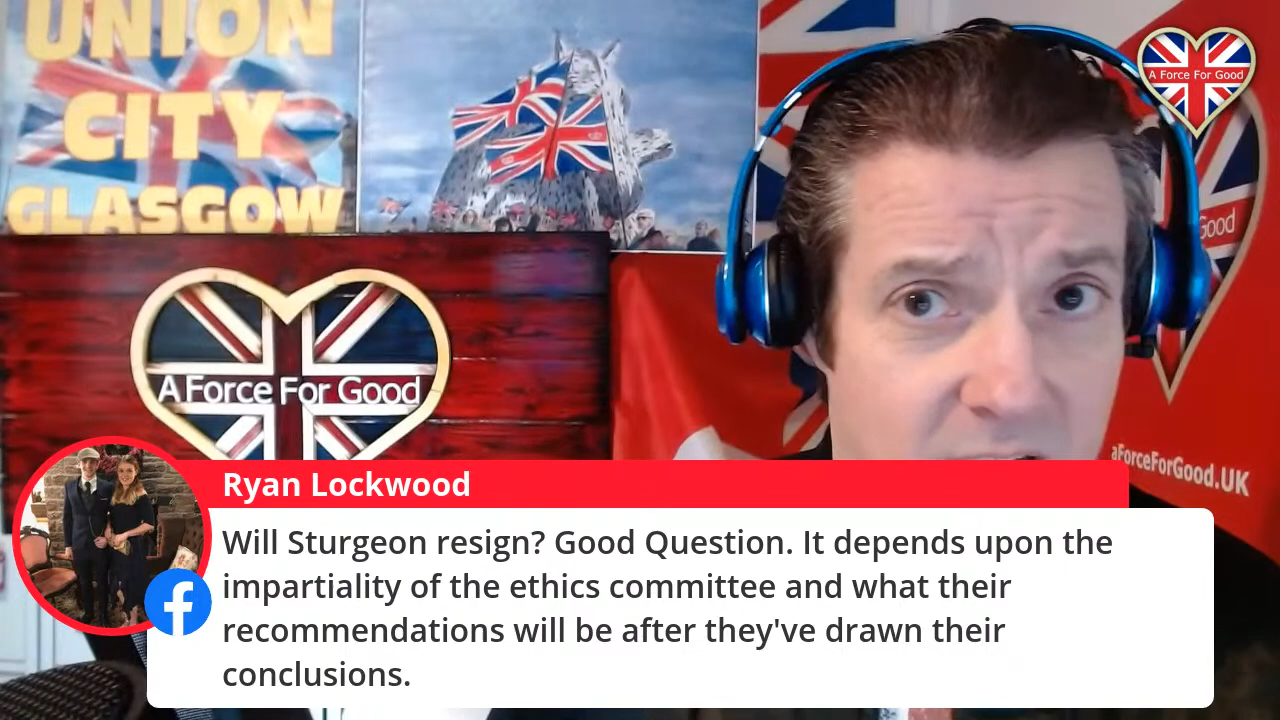 UNION
CITY
GLASGOW
A Force For Good
A Force For Good
Good
aForceForGood.UK
Ryan Lockwood
Will Sturgeon resign? Good Question. It depends upon the
impartiality of the ethics committee and what their
recommendations will be after they've drawn their
conclusions.